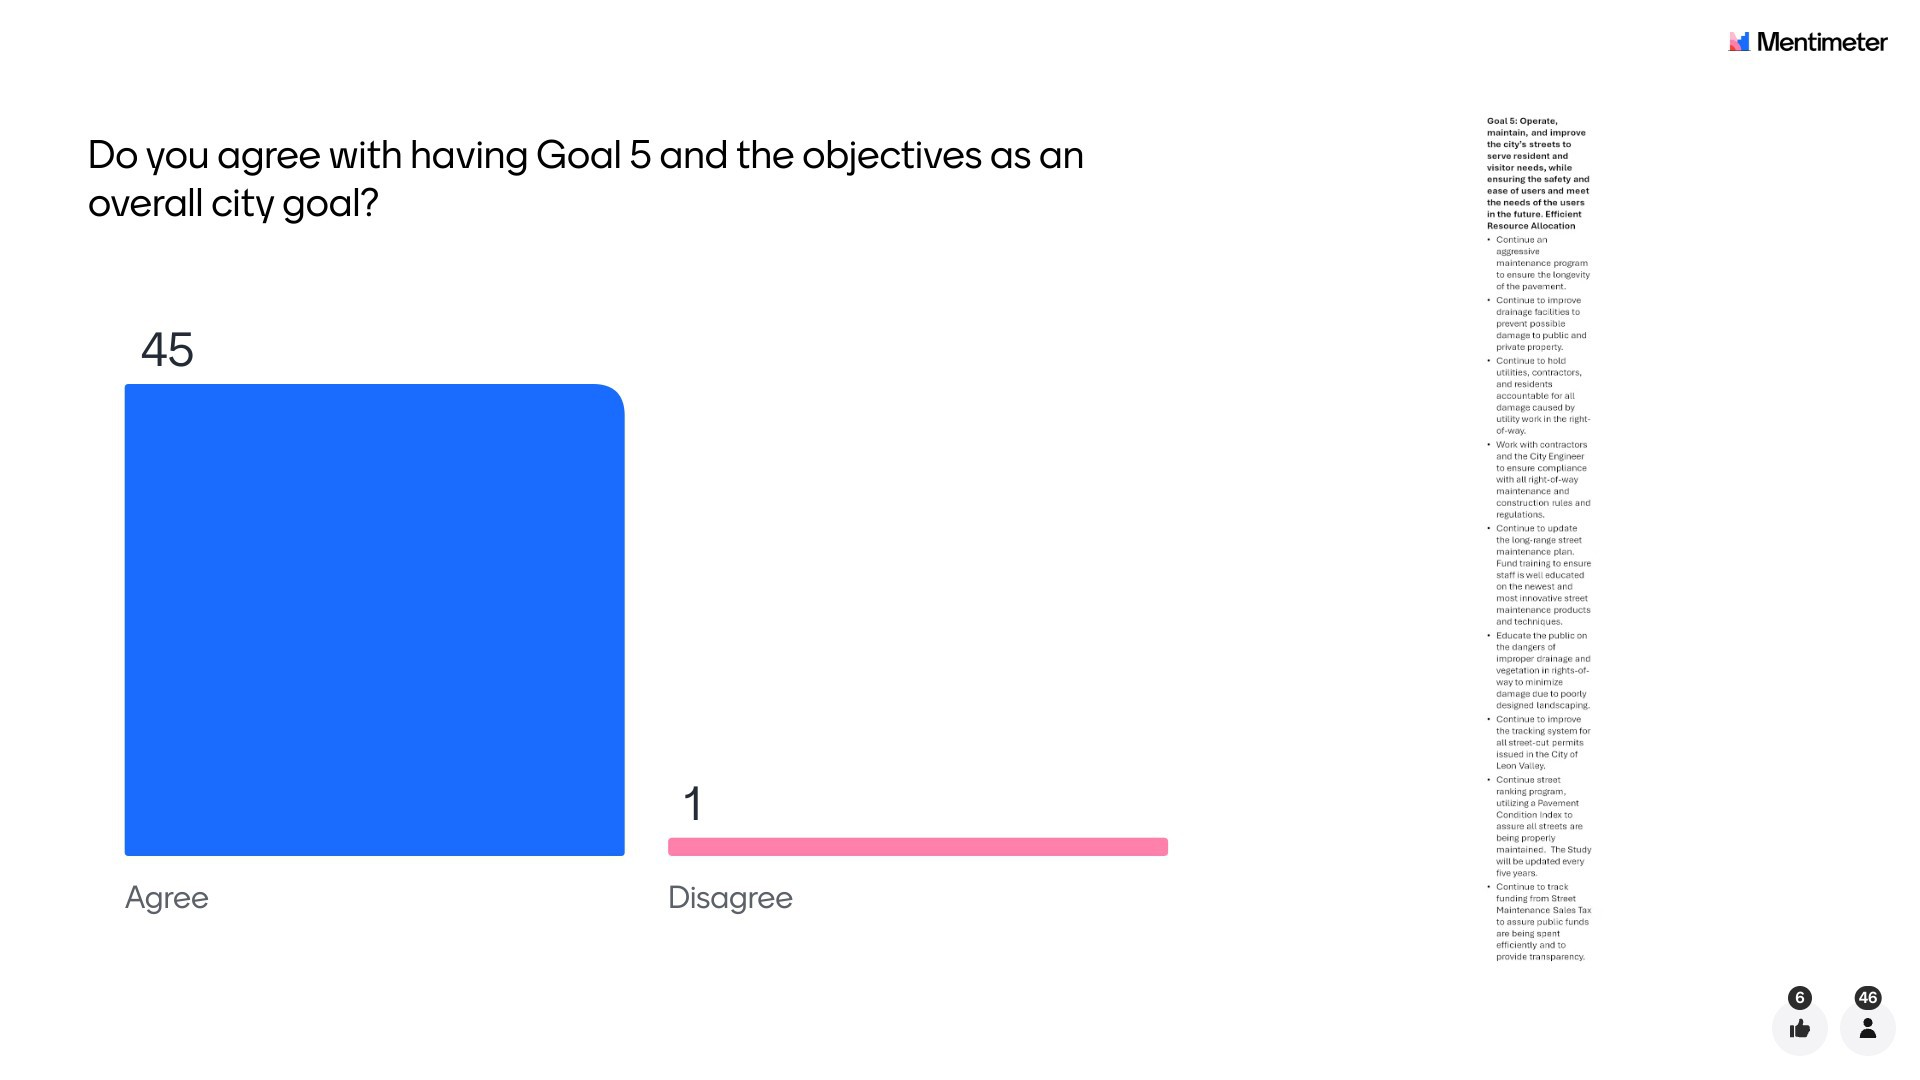 Mentimeter
Do you agree with having Goal 5 and the objectives as an
overall city goal?
45
1
Agree
Disagree
Goal 5: Operate,
maintain, and improve
the city's streets to
serve resident and
visitor needs, while
ensuring the safety and
ease of users and meet
the needs of the users
in the future. Efficient
Resource Allocation
• Continue an
aggressive
maintenance program
to ensure the longevity
of the pavement.
• Continue to improve
drainage facilities to
prevent possible
damage to public and
private property.
• Continue to hold
utilities, contractors,
and residents
accountable for all
damage caused by
utility work in the right-
of-way.
• Work with contractors
and the City Engineer
to ensure compliance
with all right-of-way
maintenance and
construction rules and
regulations.
• Continue to update
the long-range street
maintenance plan.
Fund training to ensure
staff is well educated
on the newest and
most innovative street
maintenance products
and techniques.
• Educate the public on
the dangers of
improper drainage and
vegetation in rights-of-
way to minimize
damage due to poorly
designed landscaping.
• Continue to improve
the tracking system for
all street-cut permits
issued in the City of
Leon Valley.
• Continue street
ranking program,
utilizing a Pavement
Condition Index to
assure all streets are
being properly
maintained.  The Study
will be updated every
five years.
• Continue to track
funding from Street
Maintenance Sales Tax
to assure public funds
are being spent
efficiently and to
provide transparency.
6
46